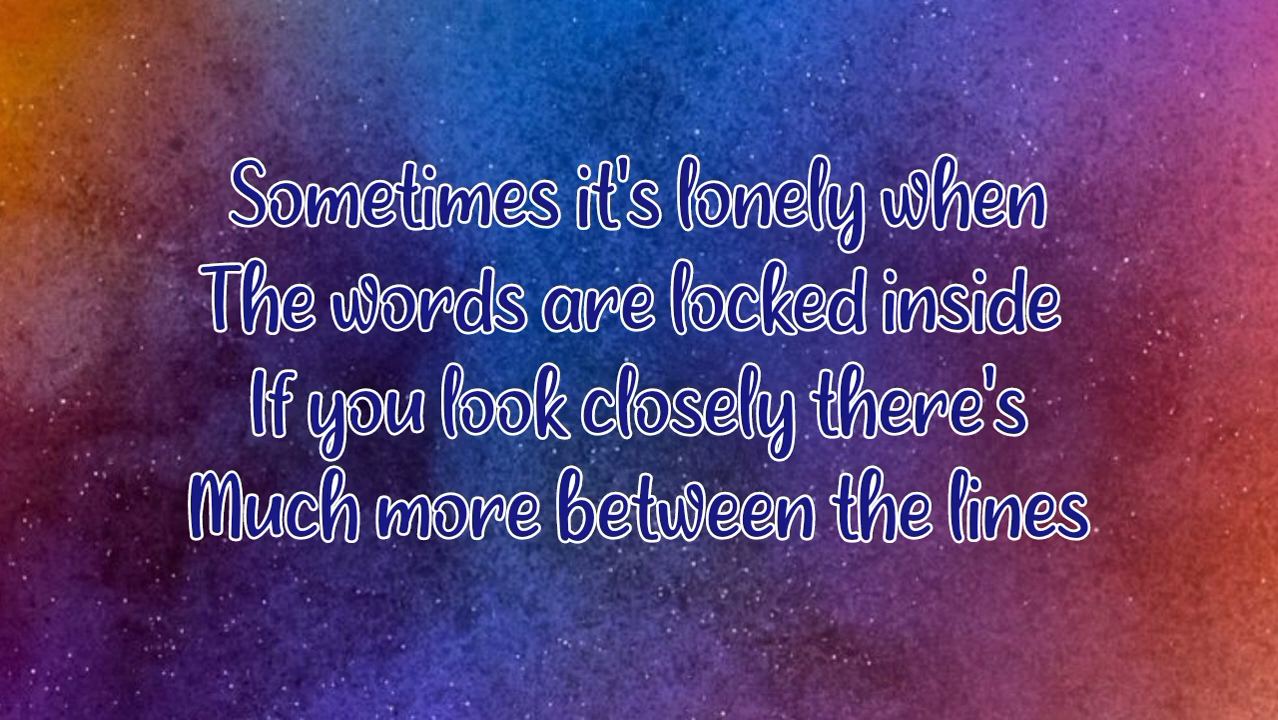 Sometimes it's lonely when
The words are locked inside
If you look closely there's
Much more between the lines